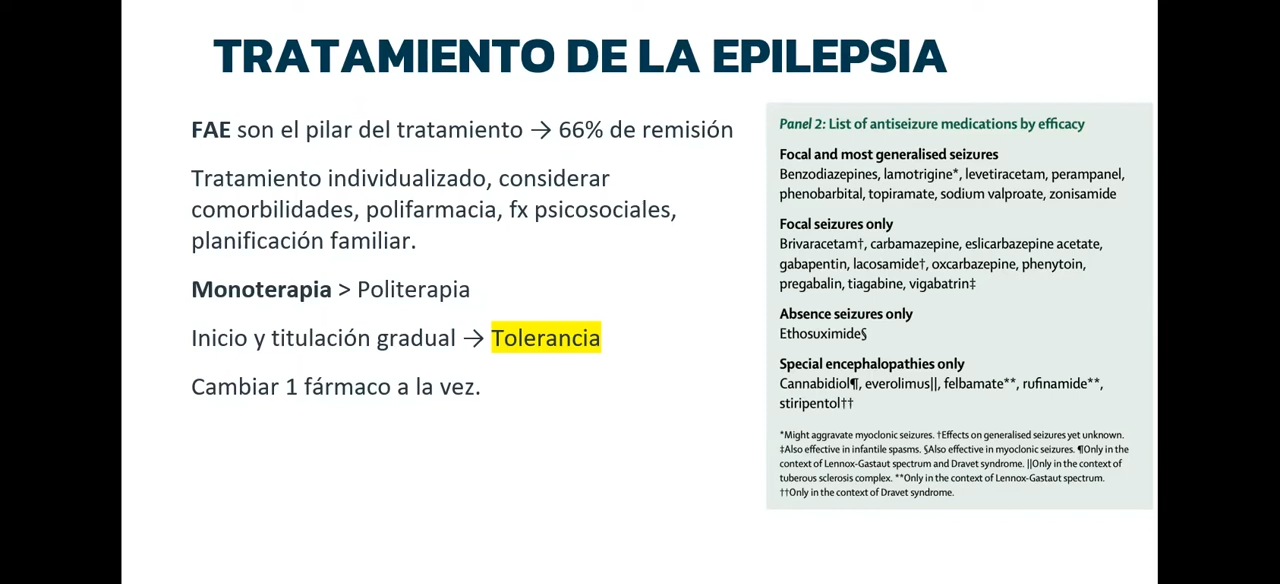 TRATAMIENTO DE LA EPILEPSIA
FAE son el pilar del tratamiento → 66% de remisión
Tratamiento individualizado, considerar
comorbilidades, polifarmacia, fx psicosociales,
planificación familiar.
Monoterapia > Politerapia
Inicio y titulación gradual → Tolerancia
Cambiar 1 fármaco a la vez.
Panel 2: List of antiseizure medications by efficacy
Focal and most generalised seizures
Benzodiazepines, lamotrigine*, levetiracetam, perampanel,
phenobarbital, topiramate, sodium valproate, zonisamide
Focal seizures only
Brivaracetam†, carbamazepine, eslicarbazepine acetate,
gabapentin, lacosamide†, oxcarbazepine, phenytoin,
pregabalin, tiagabine, vigabatrin‡
Absence seizures only
Ethosuximide§
Special encephalopathies only
Cannabidiol¶, everolimus||, felbamate**, rufinamide**,
stiripentol††
*Might aggravate myoclonic seizures. †Effects on generalised seizures yet unknown.
‡Also effective in infantile spasms. §Also effective in myoclonic seizures. ¶Only in the
context of Lennox-Gastaut spectrum and Dravet syndrome. ||Only in the context of
tuberous sclerosis complex. **Only in the context of Lennox-Gastaut spectrum.
††Only in the context of Dravet syndrome.